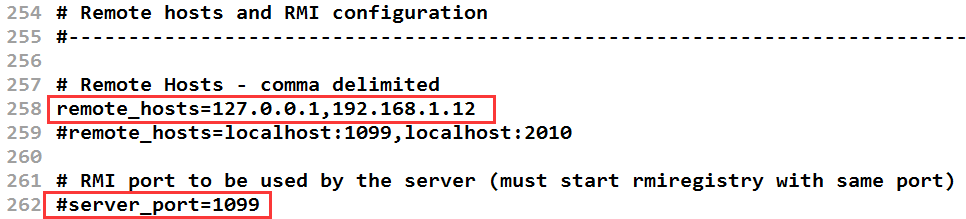 254 # Remote hosts and RMI configuration
255 #---------------------------------------------------------------------------
256
257 # Remote Hosts - comma delimited
258 remote_hosts=127.0.0.1,192.168.1.12
259 #remote_hosts=localhost:1099,localhost:2010
260
261 # RMI port to be used by the server (must start rmiregistry with same port)
262 #server_port=1099